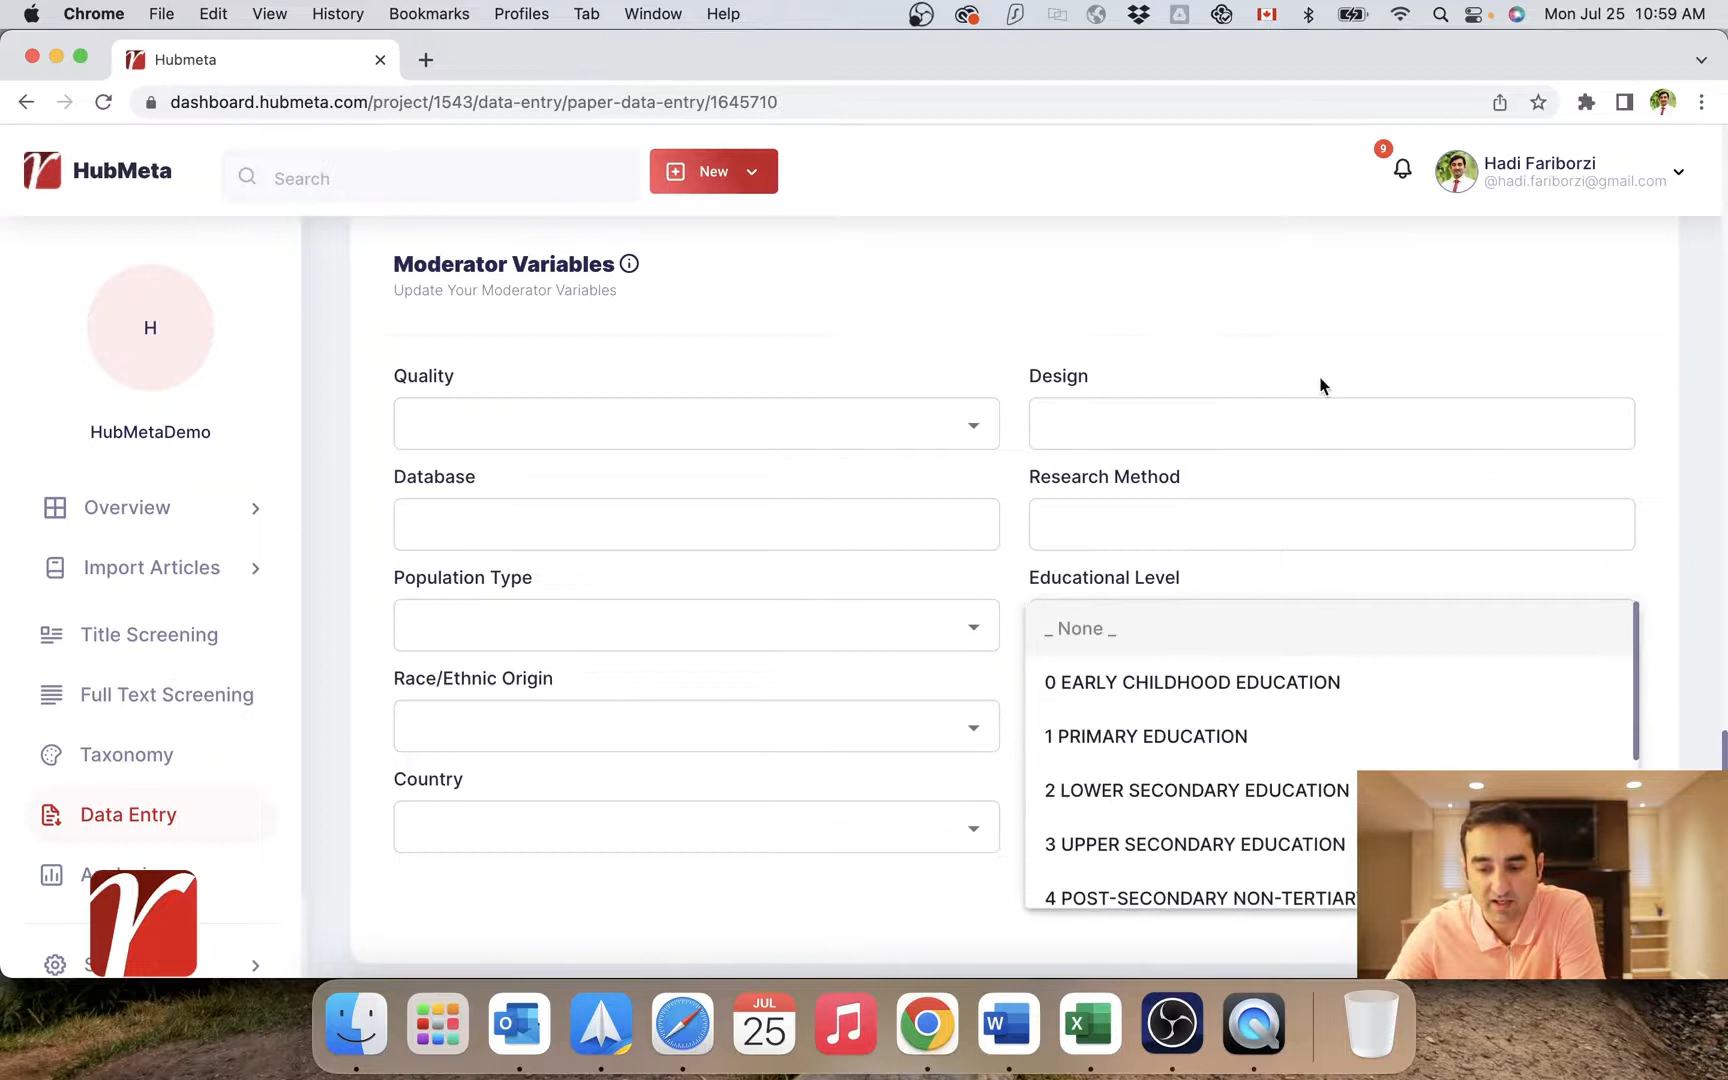 Chrome File Edit View History Bookmarks Profiles Tab Window Help Mon Jul 25 10:59 AM
Hubmeta
dashboard.hubmeta.com/project/1543/data-entry/paper-data-entry/1645710
HubMeta
Search
New
9
Hadi Fariborzi
@hadi.fariborzi@gmail.com
H
HubMetaDemo
Overview
Import Articles
Title Screening
Full Text Screening
Taxonomy
Data Entry
Moderator Variables
Update Your Moderator Variables
Quality
Design
Database
Research Method
Population Type
Educational Level
_ None _
0 EARLY CHILDHOOD EDUCATION
Race/Ethnic Origin
1 PRIMARY EDUCATION
Country
2 LOWER SECONDARY EDUCATION
3 UPPER SECONDARY EDUCATION
4 POST-SECONDARY NON-TERTIAR
JUL
25